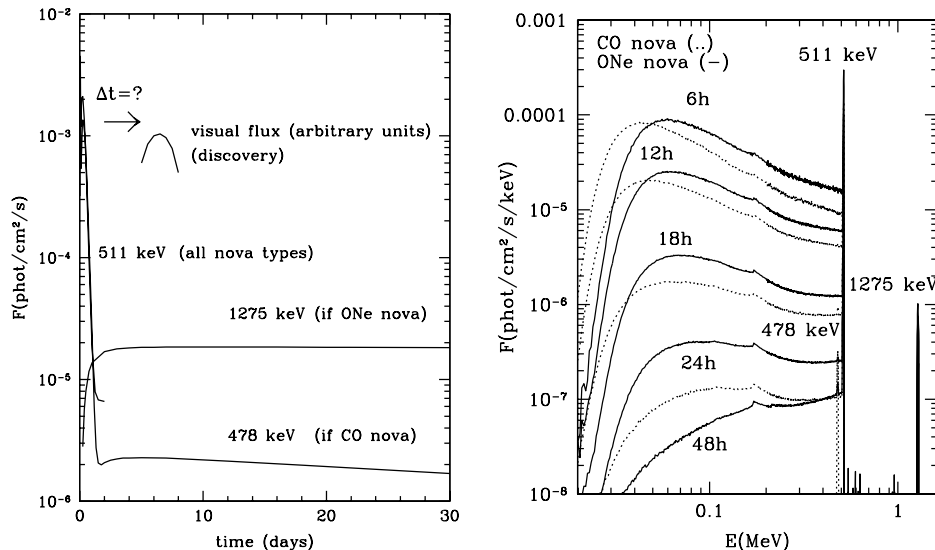 10⁻²
10⁻³
10⁻⁴
10⁻⁵
10⁻⁶
F(phot/cm²/s)
Δt=?
visual flux (arbitrary units)
(discovery)
511 keV (all nova types)
1275 keV (if ONe nova)
478 keV (if CO nova)
0
10
20
30
time (days)
0.001
0.0001
10⁻⁵
10⁻⁶
10⁻⁷
10⁻⁸
F(phot/cm²/s/keV)
CO nova (..)
ONe nova (–)
511 keV
6h
12h
18h
1275 keV
478 keV
24h
48h
0.1
1
E(MeV)